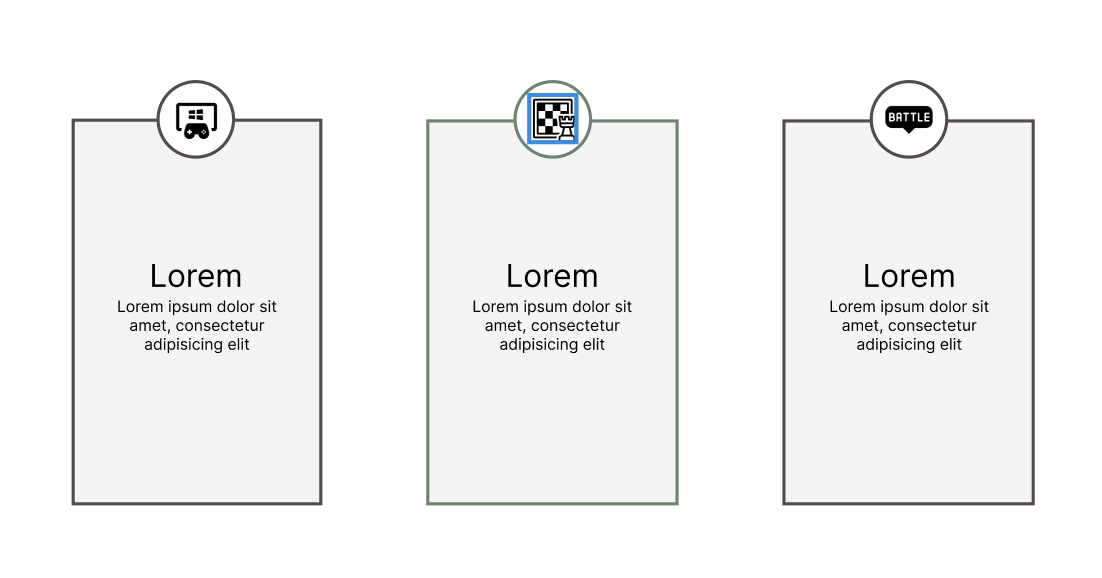 BATTLE
Lorem
Lorem ipsum dolor sit
amet, consectetur
adipisicing elit
Lorem
Lorem ipsum dolor sit
amet, consectetur
adipisicing elit
Lorem
Lorem ipsum dolor sit
amet, consectetur
adipisicing elit